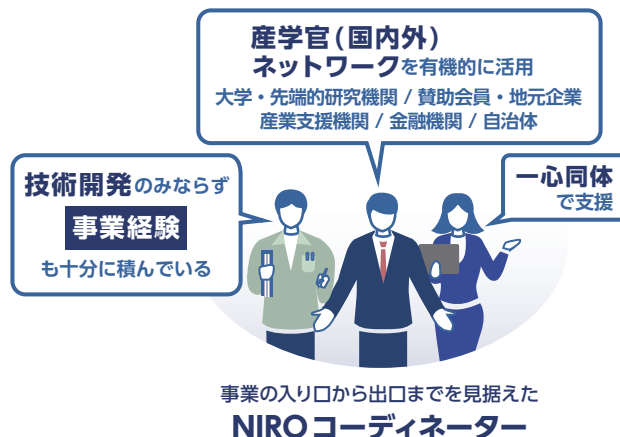 産学官(国内外)
ネットワークを有機的に活用
大学・先端的研究機関 / 賛助会員・地元企業
産業支援機関 / 金融機関 / 自治体
技術開発のみならず
事業経験
も十分に積んでいる
一心同体
で支援
事業の入り口から出口までを見据えた
NIROコーディネーター